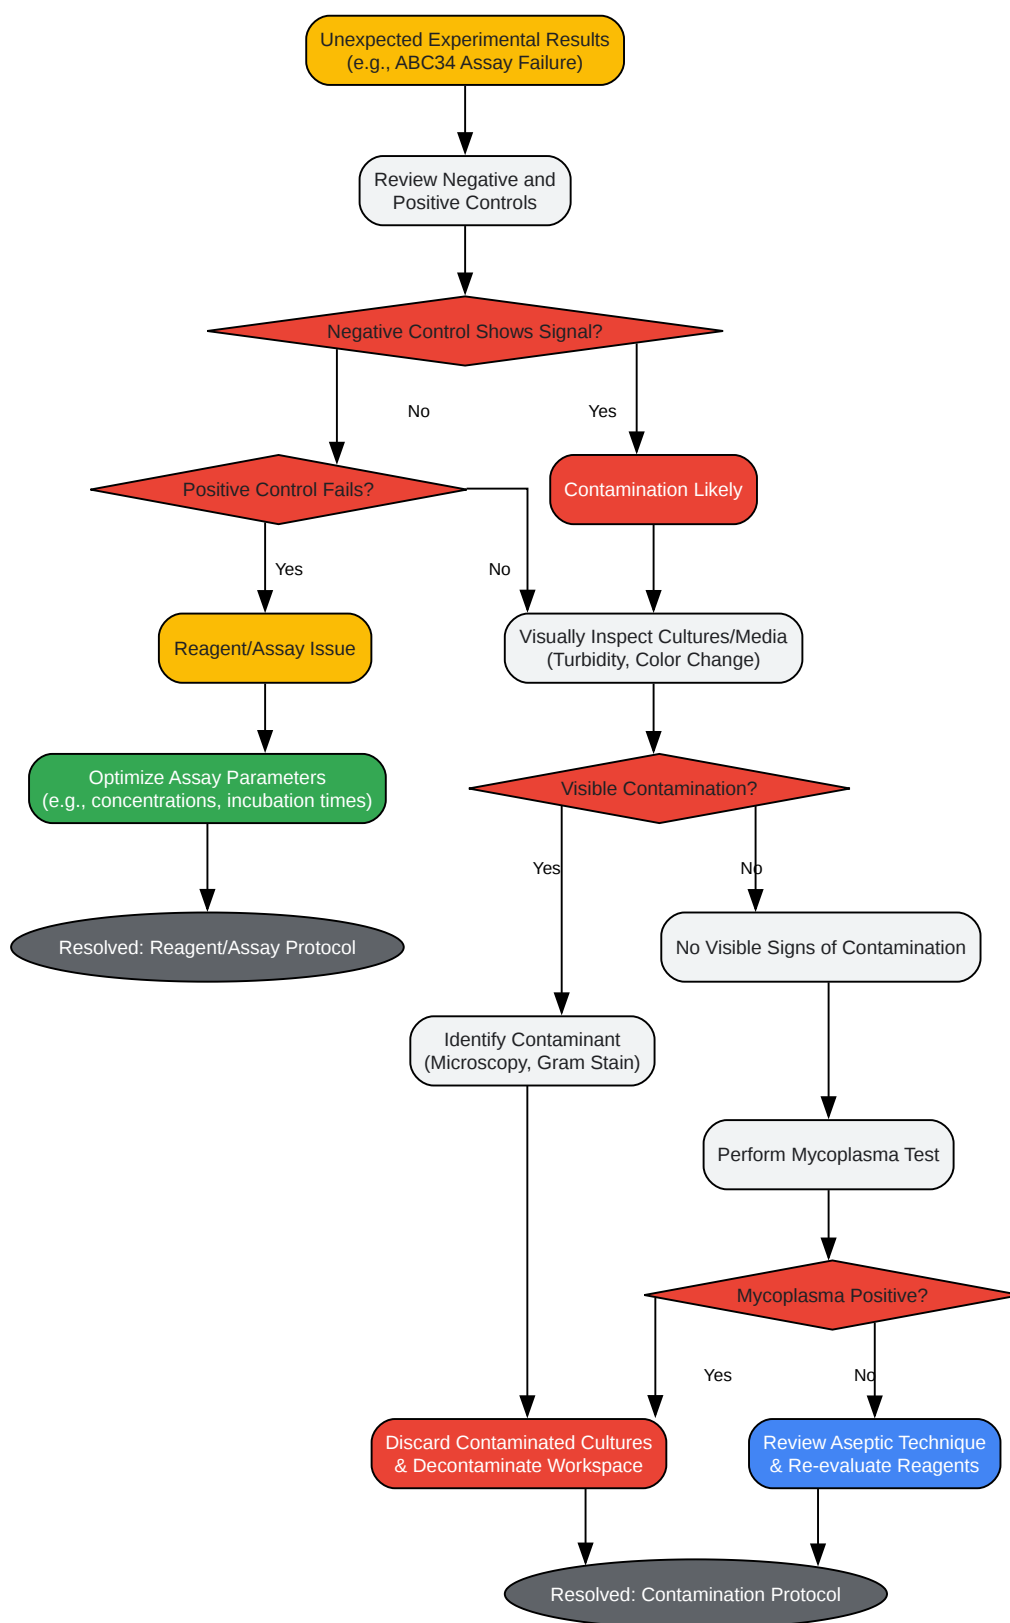 Unexpected Experimental Results
(e.g., ABC34 Assay Failure)
Review Negative and
Positive Controls
Negative Control Shows Signal?
No
Yes
Positive Control Fails?
Contamination Likely
Yes
No
Reagent/Assay Issue
Visually Inspect Cultures/Media
(Turbidity, Color Change)
Optimize Assay Parameters
(e.g., concentrations, incubation times)
Visible Contamination?
Yes
No
Resolved: Reagent/Assay Protocol
No Visible Signs of Contamination
Identify Contaminant
(Microscopy, Gram Stain)
Perform Mycoplasma Test
Mycoplasma Positive?
Yes
No
Discard Contaminated Cultures
& Decontaminate Workspace
Review Aseptic Technique
& Re-evaluate Reagents
Resolved: Contamination Protocol